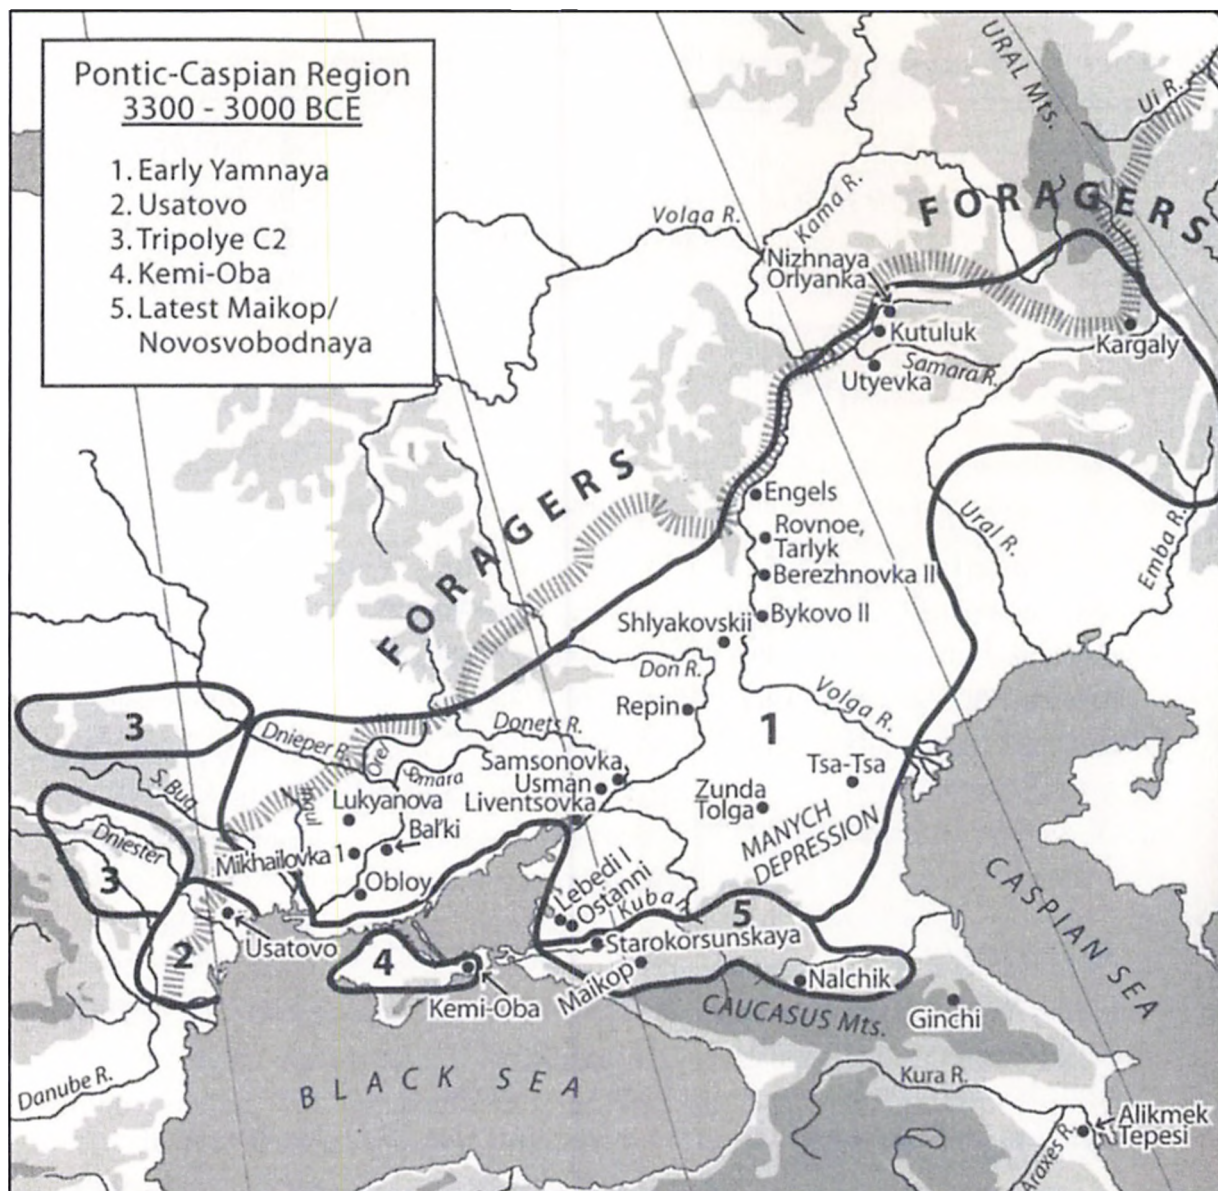 Pontic-Caspian Region
3300 - 3000 BCE
1. Early Yamnaya
2. Usatovo
3. Tripolye C2
4. Kemi-Oba
5. Latest Maikop/
Novosvobodnaya
URAL Mts.
Ui R.
FORAGERS
Volga R.
Kama R.
Nizhnaya
Orlyanka
Kutuluk
Kargaly
Samara R.
Utyevka
FORAGERS
Engels
Rovnoe,
Tarlyk
Ural R.
Emba R.
Berezhnovka II
Bykovo II
Shlyakovskii
Don R.
Volga R.
Repin
1
3
Donets R.
Dnieper R.
Orel
Samara
Samsonovka
Usman
Liventsovka
Tsa-Tsa
Zunda
Tolga
MANYCH
DEPRESSION
S. Bug
Ingul
Lukyanova
Bal'ki
Dniester
Mikhailovka 1
3
Obloy
Lebedi I
Ostanni
Kuban
5
CASPIAN SEA
Usatovo
2
4
Kemi-Oba
Starokorsunskaya
Maikop
Nalchik
CAUCASUS Mts.
Ginchi
BLACK SEA
Danube R.
Kura R.
Alikmek
Tepesi
Araxes R.